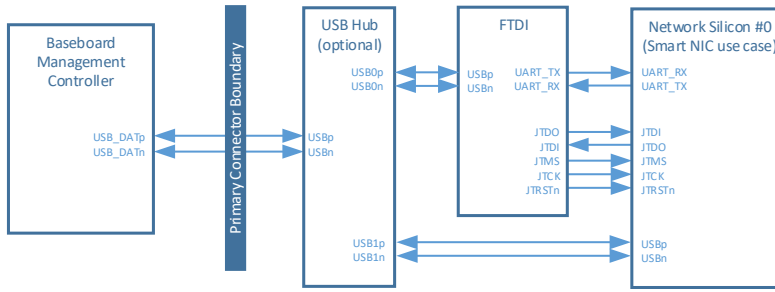 Baseboard
Management
Controller
USB_DATp
USB_DATn
Primary Connector Boundary
USB Hub
(optional)
USB0p
USB0n
USBp
USBn
USB1p
USB1n
FTDI
USBp
USBn
UART_TX
UART_RX
JTDO
JTDI
JTMS
JTCK
JTRSTn
Network Silicon #0
(Smart NIC use case)
UART_RX
UART_TX
JTDI
JTDO
JTMS
JTCK
JTRSTn
USBp
USBn